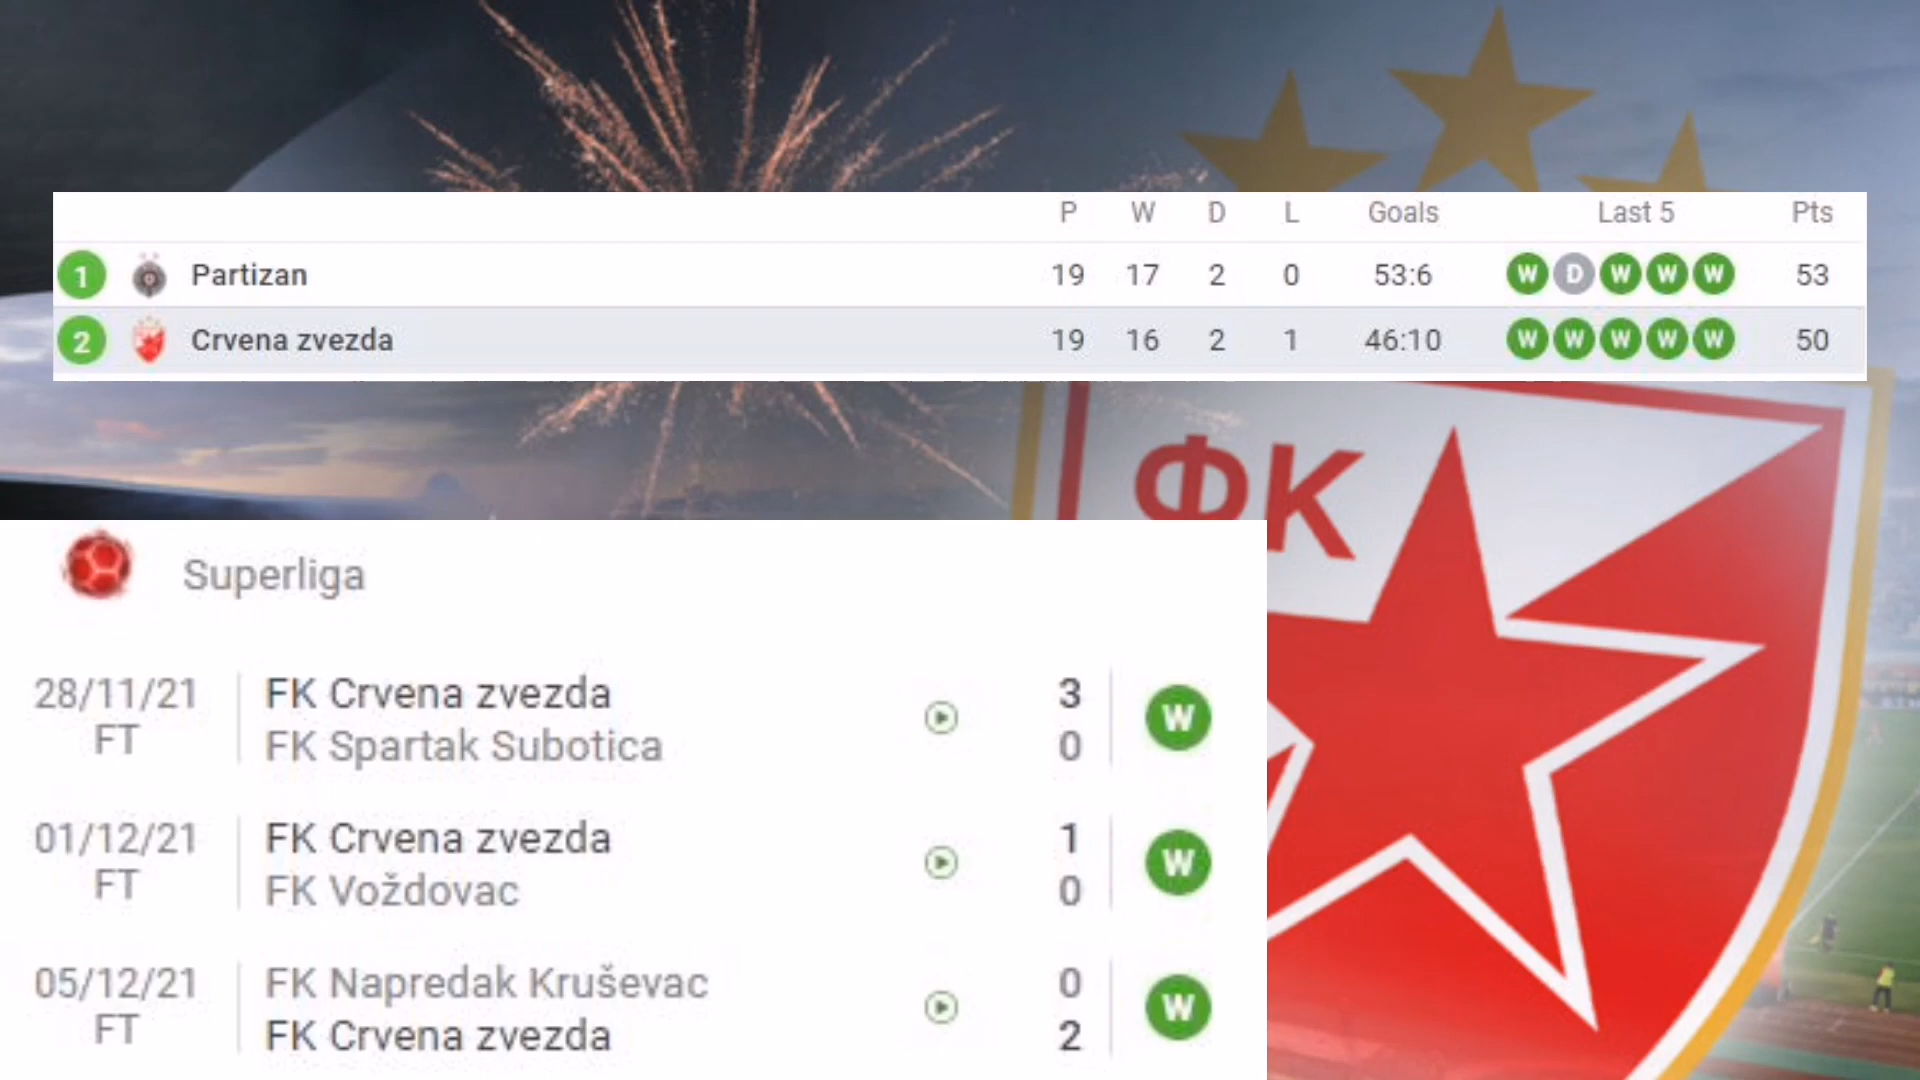 P W D L Goals Last 5 Pts
1 Partizan 19 17 2 0 53:6 W D W W W 53
2 Crvena zvezda 19 16 2 1 46:10 W W W W W 50
ФК
Superliga
28/11/21 FK Crvena zvezda 3 W
FT FK Spartak Subotica 0
01/12/21 FK Crvena zvezda 1 W
FT FK Voždovac 0
05/12/21 FK Napredak Kruševac 0 W
FT FK Crvena zvezda 2